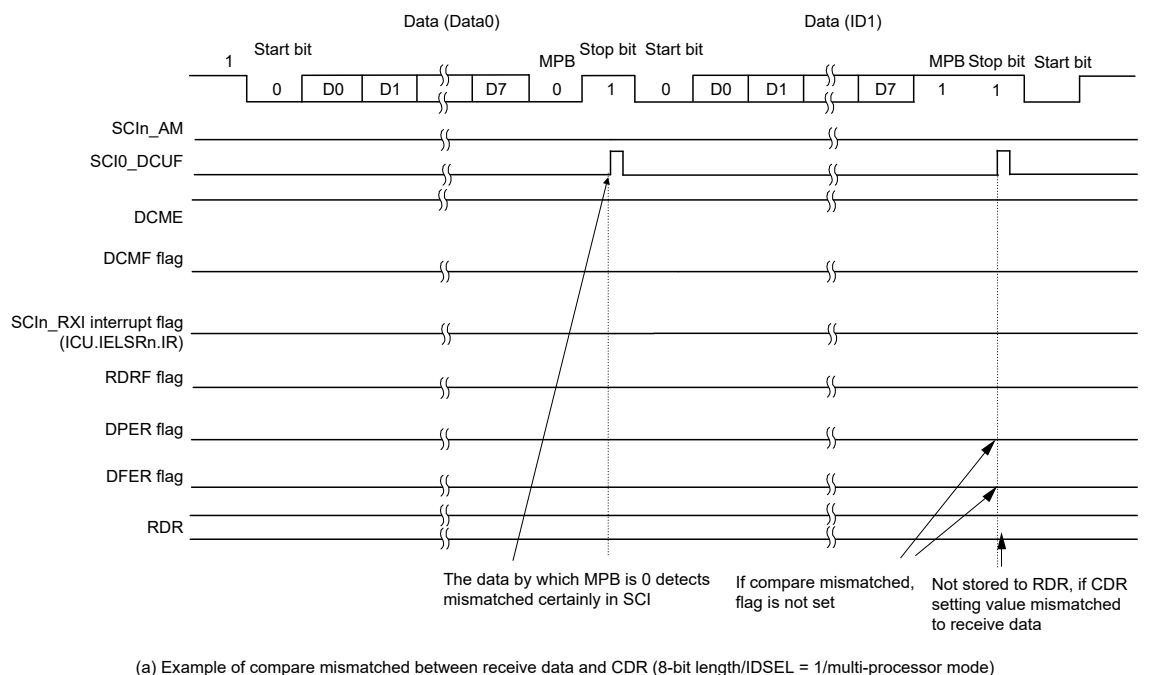 Data (Data0)
Data (ID1)
1
Start bit
MPB
Stop bit
Start bit
MPB
Stop bit
Start bit
0
D0
D1
D7
0
1
0
D0
D1
D7
1
1
SCIn_AM
SCI0_DCUF
DCME
DCMF flag
SCIn_RXI interrupt flag
(ICU.IELSRn.IR)
RDRF flag
DPER flag
DFER flag
RDR
The data by which MPB is 0 detects
mismatched certainly in SCI
If compare mismatched,
flag is not set
Not stored to RDR, if CDR
setting value mismatched
to receive data
(a) Example of compare mismatched between receive data and CDR (8-bit length/IDSEL = 1/multi-processor mode)